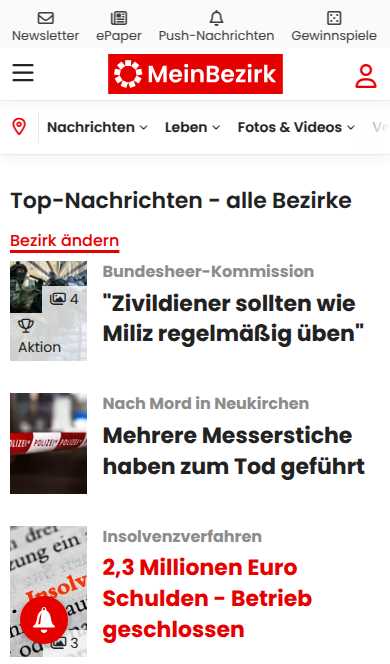 Newsletter
ePaper
Push-Nachrichten
Gewinnspiele
MeinBezirk
Nachrichten
Leben
Fotos & Videos
Top-Nachrichten - alle Bezirke
Bezirk ändern
4
Aktion
Bundesheer-Kommission
"Zivildiener sollten wie
Miliz regelmäßig üben"
POLIZEI
POLIZEI
Nach Mord in Neukirchen
Mehrere Messerstiche
haben zum Tod geführt
3
Insolvenzverfahren
2,3 Millionen Euro
Schulden - Betrieb
geschlossen